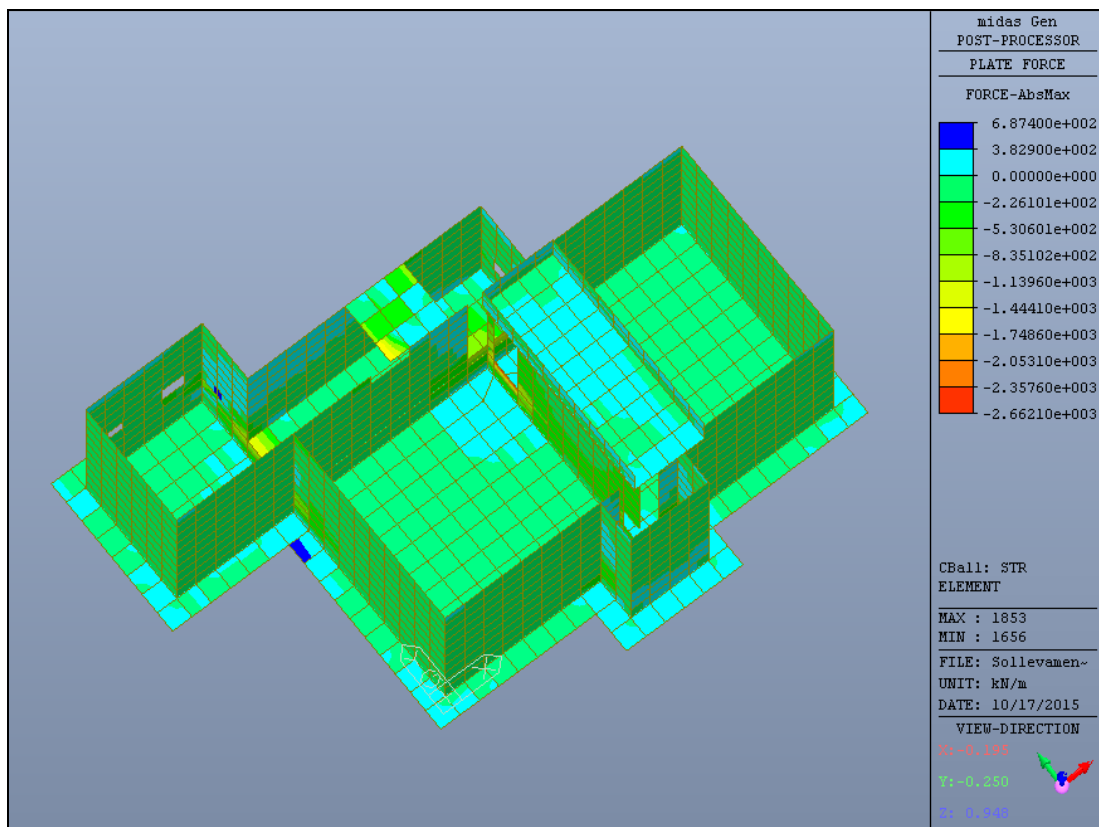 midas Gen
POST-PROCESSOR
PLATE FORCE
FORCE-AbsMax
6.87400e+002
3.82900e+002
0.00000e+000
-2.26101e+002
-5.30601e+002
-8.35102e+002
-1.13960e+003
-1.44410e+003
-1.74860e+003
-2.05310e+003
-2.35760e+003
-2.66210e+003
CBall: STR
ELEMENT
MAX : 1853
MIN : 1656
FILE: Sollevamen~
UNIT: kN/m
DATE: 10/17/2015
VIEW-DIRECTION
Y:-0.250
Z: 0.948